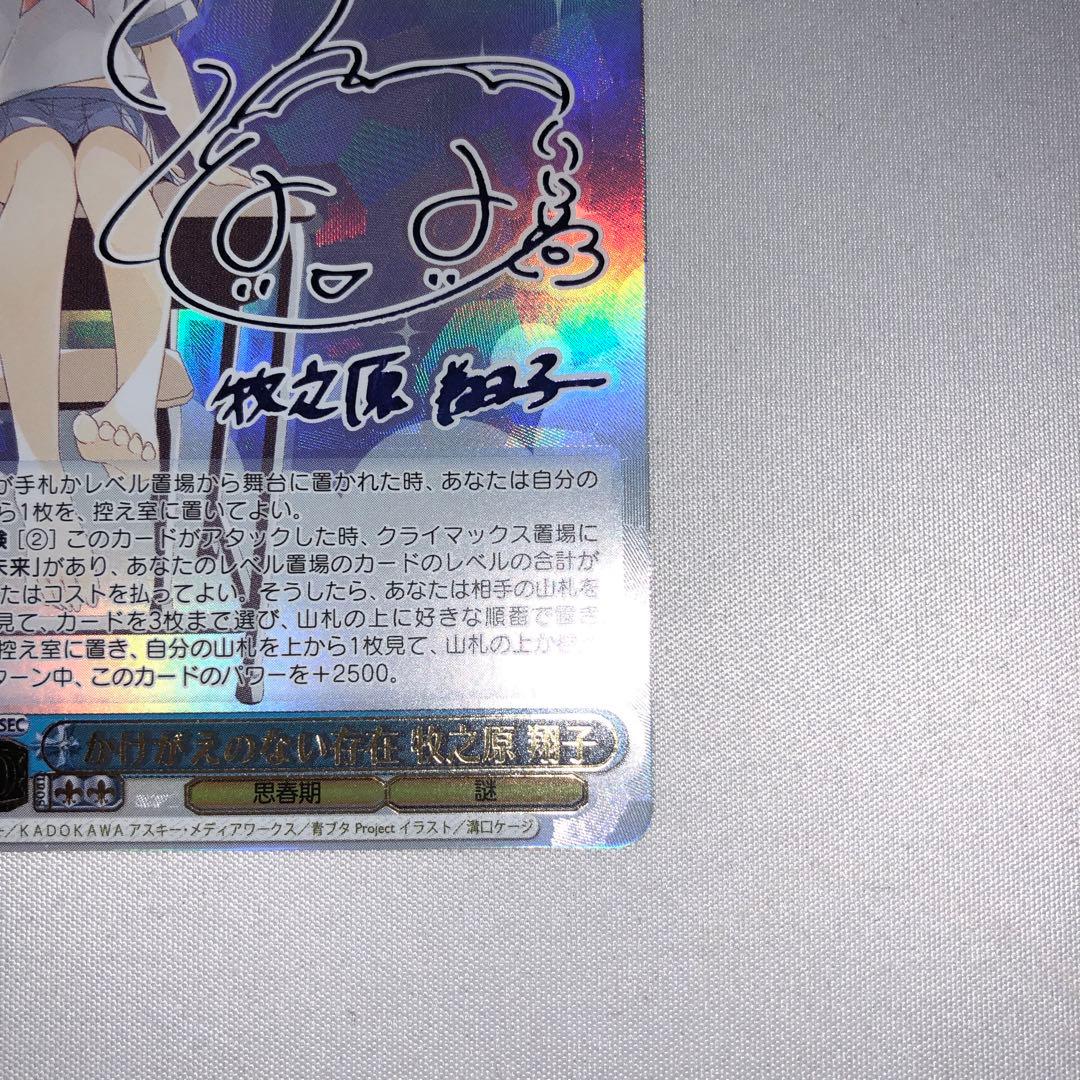 牧之原 翔子
が手札かレベル置場から舞台に置かれた時、あなたは自分の
ら1枚を、控え室に置いてよい。
験［②］このカードがアタックした時、クライマックス置場に
未来」があり、あなたのレベル置場のカードのレベルの合計が
たはコストを払ってよい。そうしたら、あなたは相手の山札を
見て、カードを3枚まで選び、山札の上に好きな順番で置き
控え室に置き、自分の山札を上から1枚見て、山札の上か
ターン中、このカードのパワーを＋2500。
SEC
かけがえのない存在 牧之原 翔子
思春期 謎
／KADOKAWA アスキー・メディアワークス／青ブタ Project イラスト／溝口ケージ